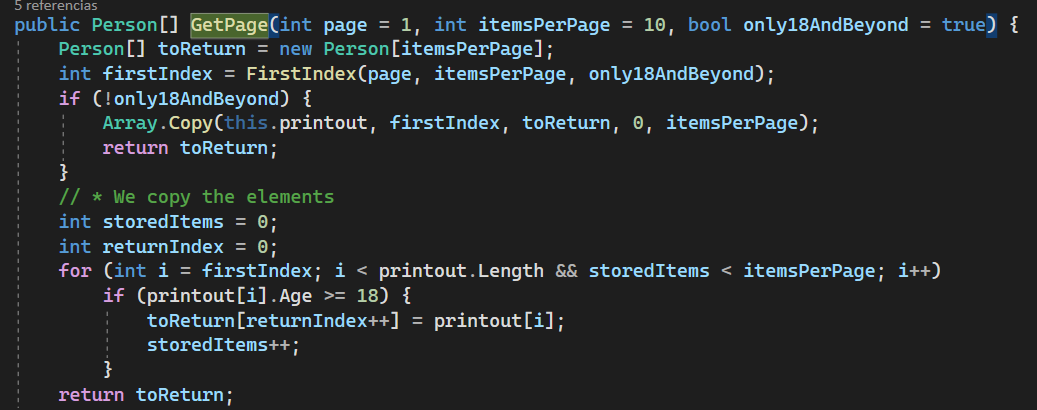 5 referencias
public Person[] GetPage(int page = 1, int itemsPerPage = 10, bool only18AndBeyond = true) {
Person[] toReturn = new Person[itemsPerPage];
int firstIndex = FirstIndex(page, itemsPerPage, only18AndBeyond);
if (!only18AndBeyond) {
Array.Copy(this.printout, firstIndex, toReturn, 0, itemsPerPage);
return toReturn;
}
// * We copy the elements
int storedItems = 0;
int returnIndex = 0;
for (int i = firstIndex; i < printout.Length && storedItems < itemsPerPage; i++)
if (printout[i].Age >= 18) {
toReturn[returnIndex++] = printout[i];
storedItems++;
}
return toReturn;